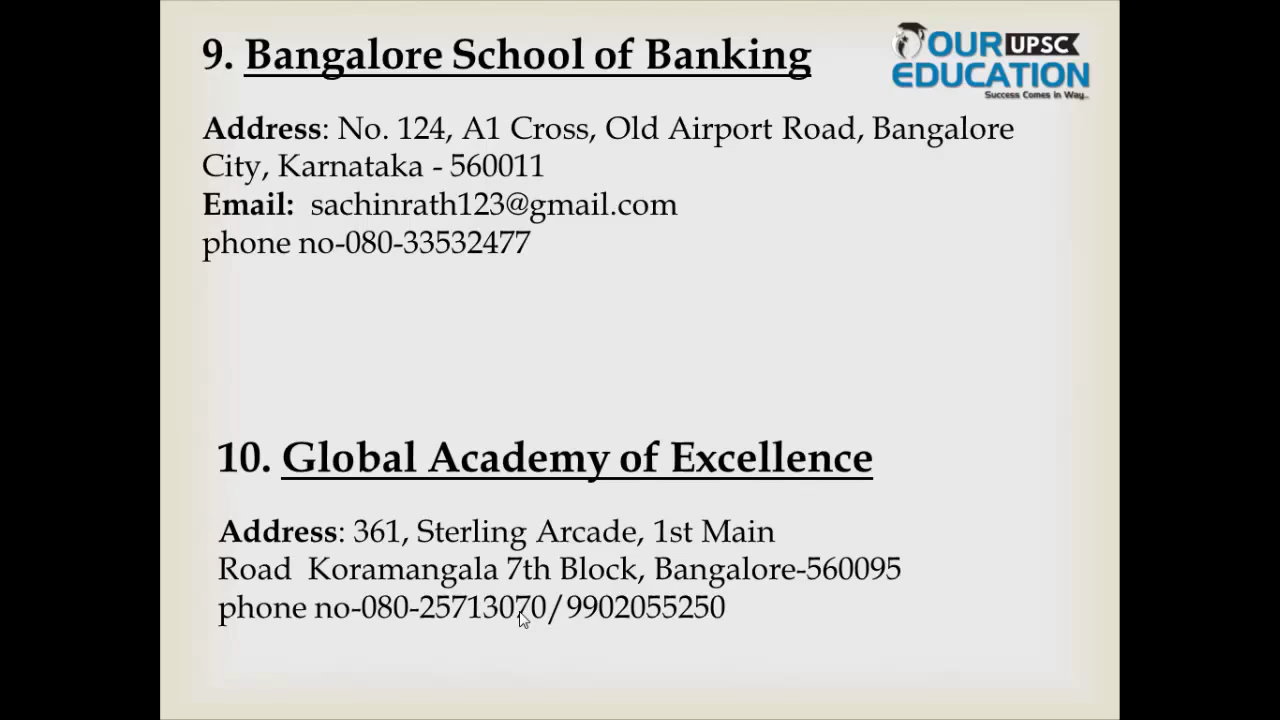 9. Bangalore School of Banking
OUR UPSC
EDUCATION
Success Comes in Way..
Address: No. 124, A1 Cross, Old Airport Road, Bangalore
City, Karnataka - 560011
Email: sachinrath123@gmail.com
phone no-080-33532477
10. Global Academy of Excellence
Address: 361, Sterling Arcade, 1st Main
Road Koramangala 7th Block, Bangalore-560095
phone no-080-25713070/9902055250